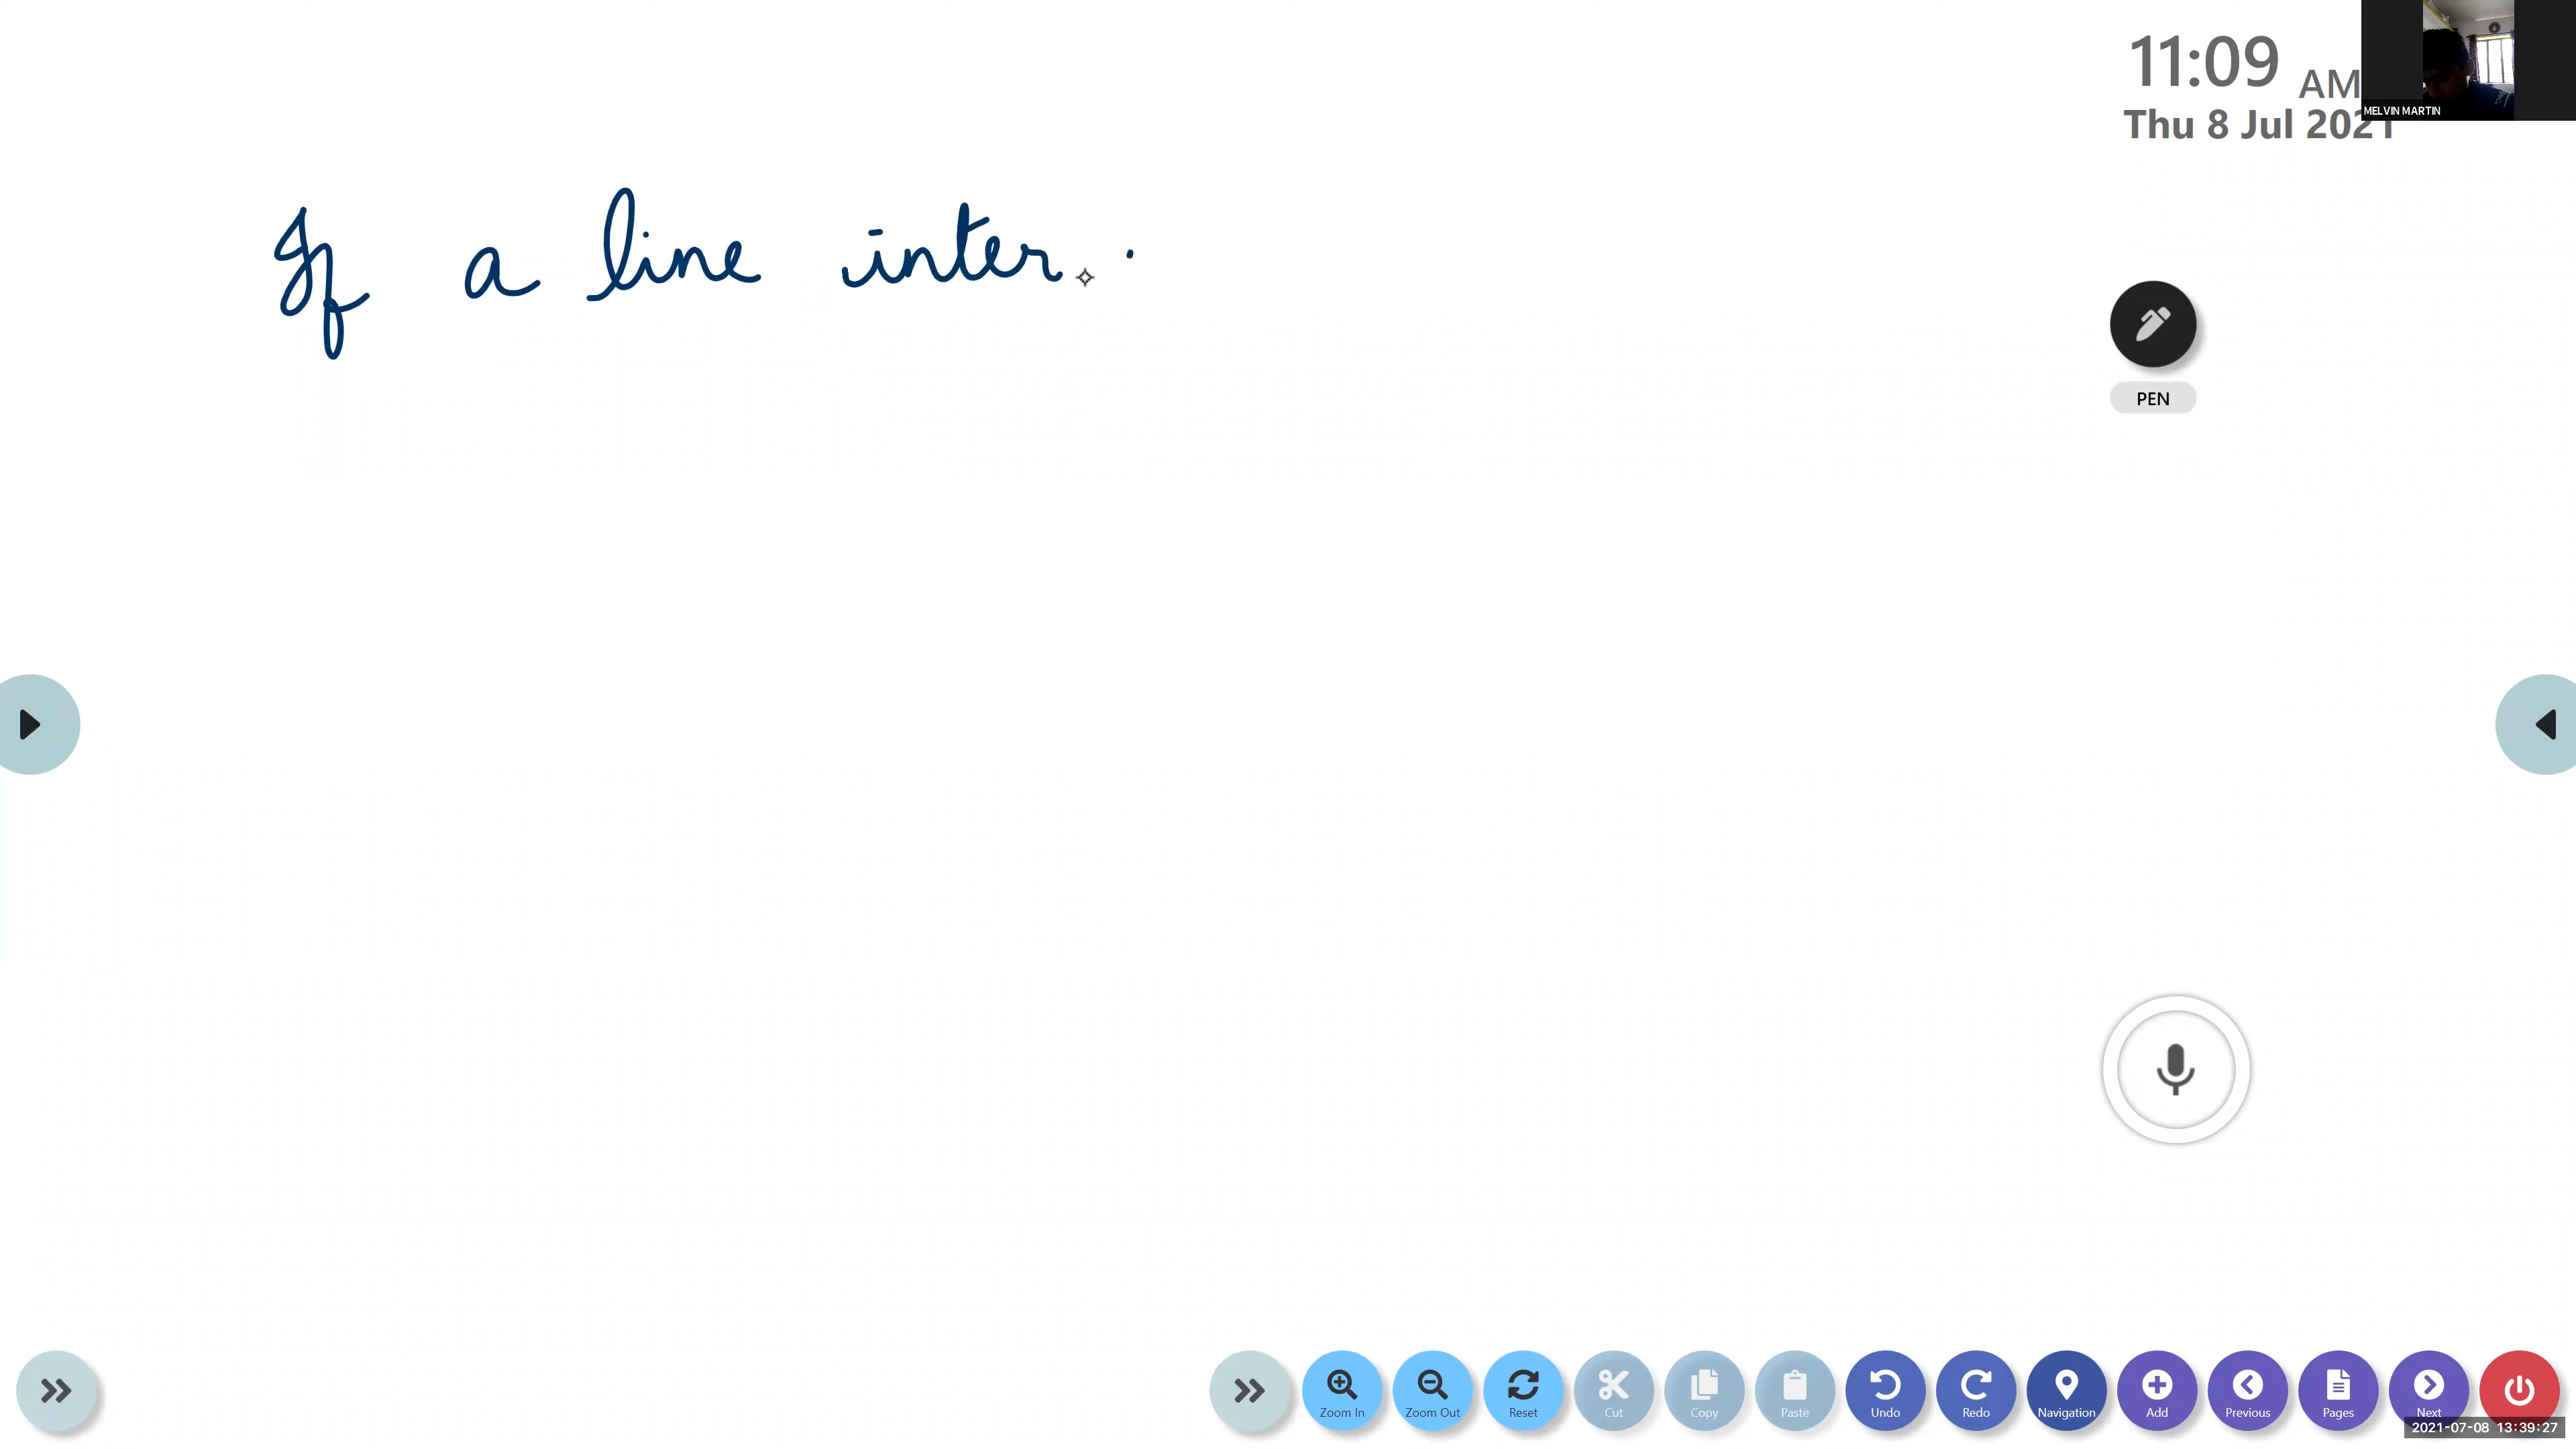 11:09 AM
MELVIN MARTIN
Thu 8 Jul 2021
If a line inter
PEN
Zoom In Zoom Out Reset Cut Copy Paste Undo Redo Navigation Add Previous Pages Next
2021-07-08 13:39:27